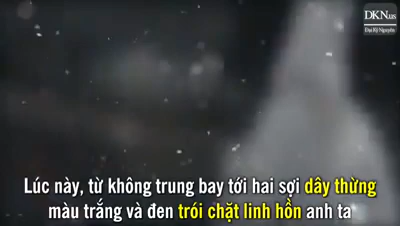 DKN.us
Đại Kỷ Nguyên
Lúc này, từ không trung bay tới hai sợi dây thừng
màu trắng và đen trói chặt linh hồn anh ta